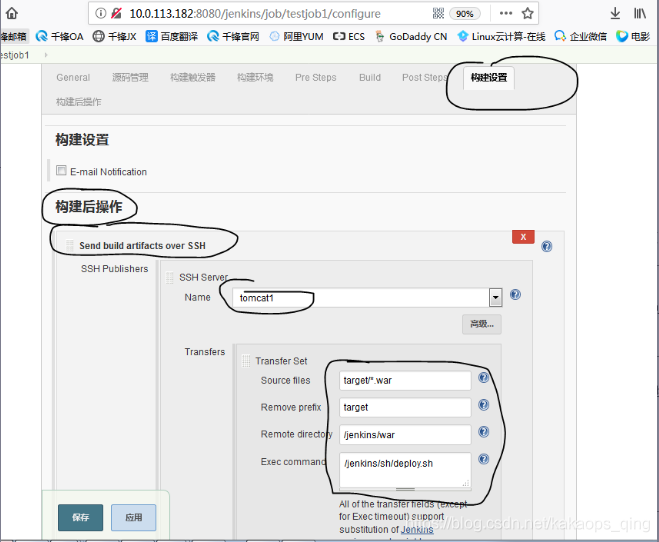 10.0.113.182:8080/jenkins/job/testjob1/configure
90%
锋邮箱 千锋OA 千锋JX 百度翻译 千锋官网 阿里YUM ECS GoDaddy CN Linux云计算-在线 企业微信 电影
estjob1
General 源码管理 构建触发器 构建环境 Pre Steps Build Post Steps 构建设置
构建后操作
构建设置
E-mail Notification
构建后操作
Send build artifacts over SSH
X
SSH Publishers
SSH Server
Name tomcat1
高级...
Transfers
Transfer Set
Source files target/*.war
Remove prefix target
Remote directory /jenkins/war
Exec command /jenkins/sh/deploy.sh
All of the transfer fields (except
for Exec timeout) support
substitution of Jenkins
保存 应用
https://blog.csdn.net/kakaops_qing